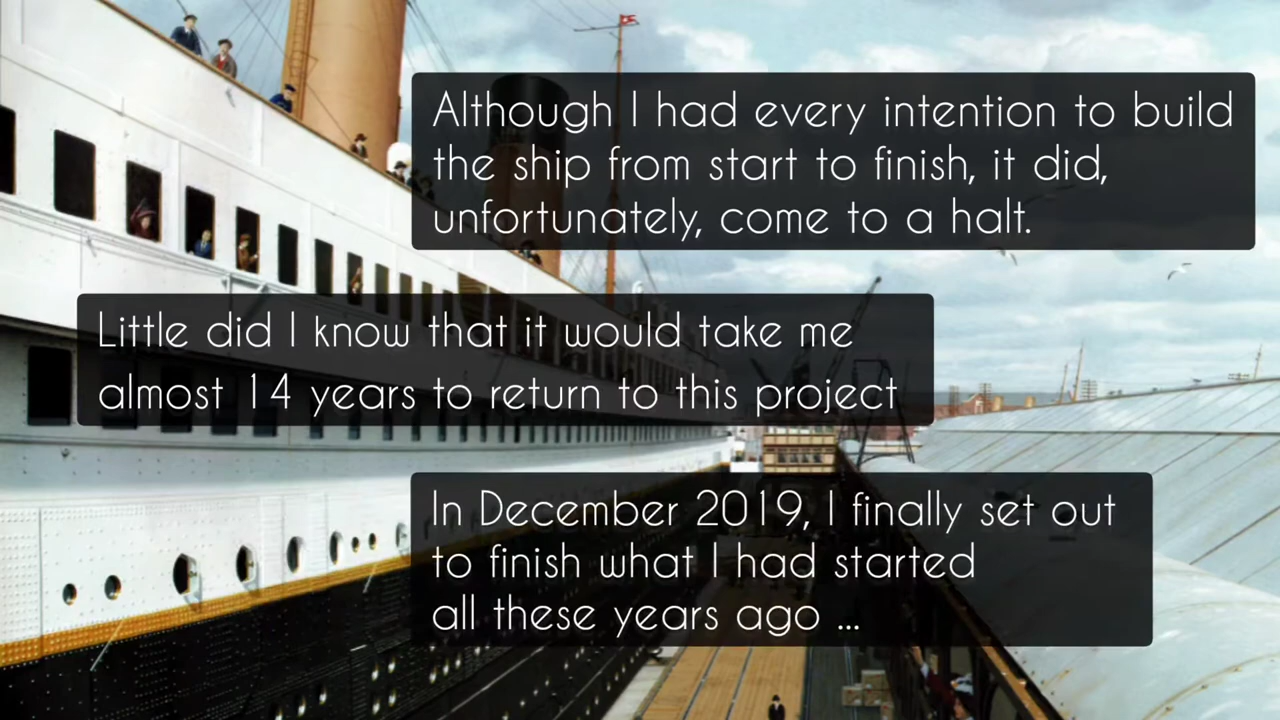 Although I had every intention to build
the ship from start to finish, it did,
unfortunately, come to a halt.
Little did I know that it would take me
almost 14 years to return to this project
In December 2019, I finally set out
to finish what I had started
all these years ago ...